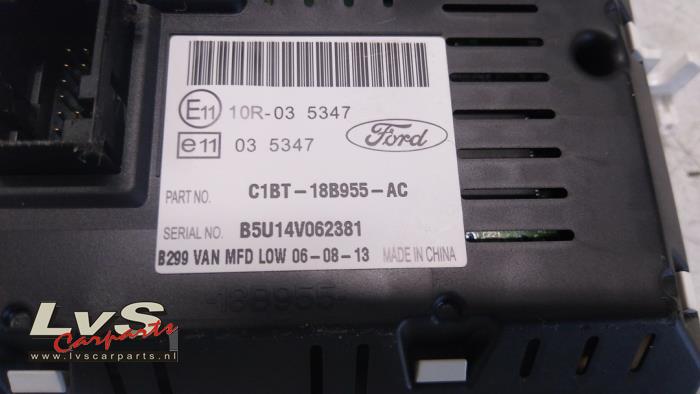 E11 10R-03 5347
e11 03 5347
Ford
PART NO. C1BT-18B955-AC
SERIAL NO. B5U14V062381
B299 VAN MFD LOW 06-08-13 MADE IN CHINA
-18B955-
LvS
Carparts
www.lvscarparts.nl